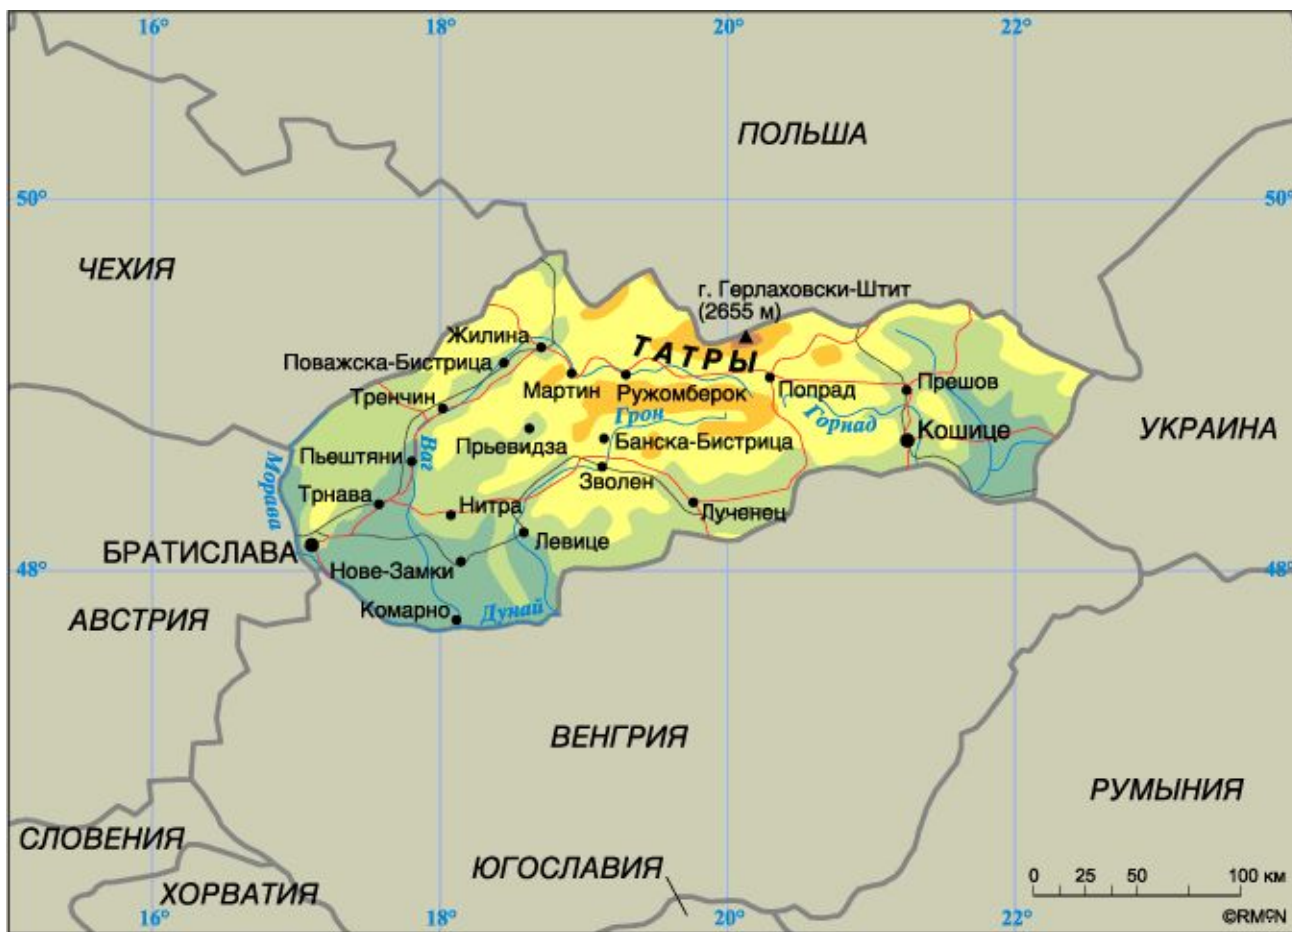 16°
18°
20°
22°
ПОЛЬША
50°
50°
ЧЕХИЯ
г. Герлаховски-Штит
(2655 м)
Жилина
ТАТРЫ
Поважска-Бистрица
Мартин
Ружомберок
Попрад
Прешов
Тренчин
Грон
Горнад
Кошице
УКРАИНА
Прьевидза
Банска-Бистрица
Ваг
Пьештяни
Морава
Зволен
Трнава
Нитра
Лученец
БРАТИСЛАВА
Левице
Нове-Замки
48°
48°
АВСТРИЯ
Комарно
Дунай
ВЕНГРИЯ
РУМЫНИЯ
СЛОВЕНИЯ
ЮГОСЛАВИЯ
ХОРВАТИЯ
0 25 50 100 км
16°
18°
20°
22°
©RMcN